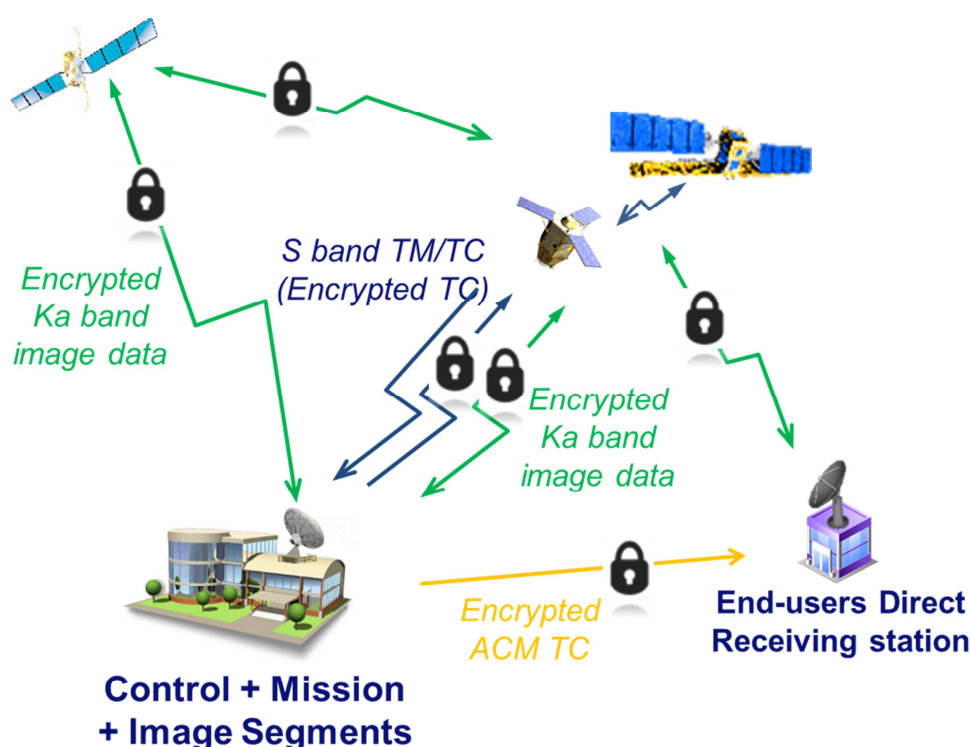 S band TM/TC
(Encrypted TC)
Encrypted
Ka band
image data
Encrypted
Ka band
image data
Encrypted
ACM TC
End-users Direct
Receiving station
Control + Mission
+ Image Segments